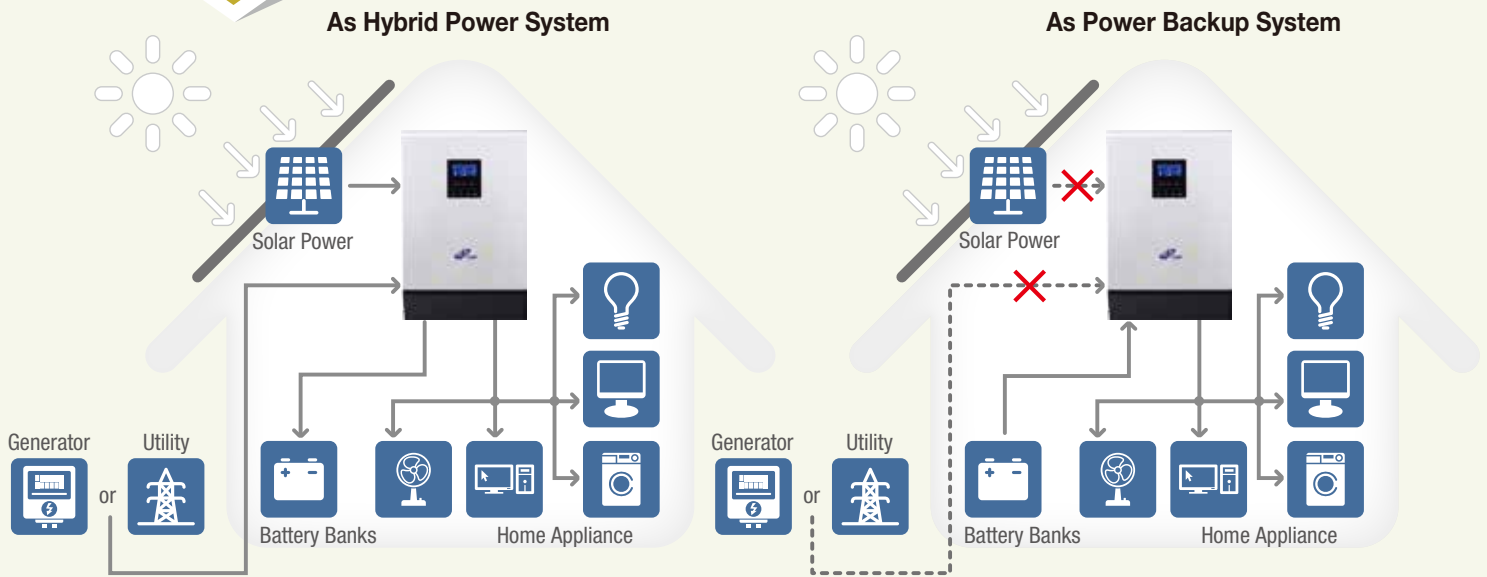 As Hybrid Power System
As Power Backup System
Solar Power
Solar Power
Generator
Utility
or
Battery Banks
Home Appliance
Generator
Utility
or
Battery Banks
Home Appliance